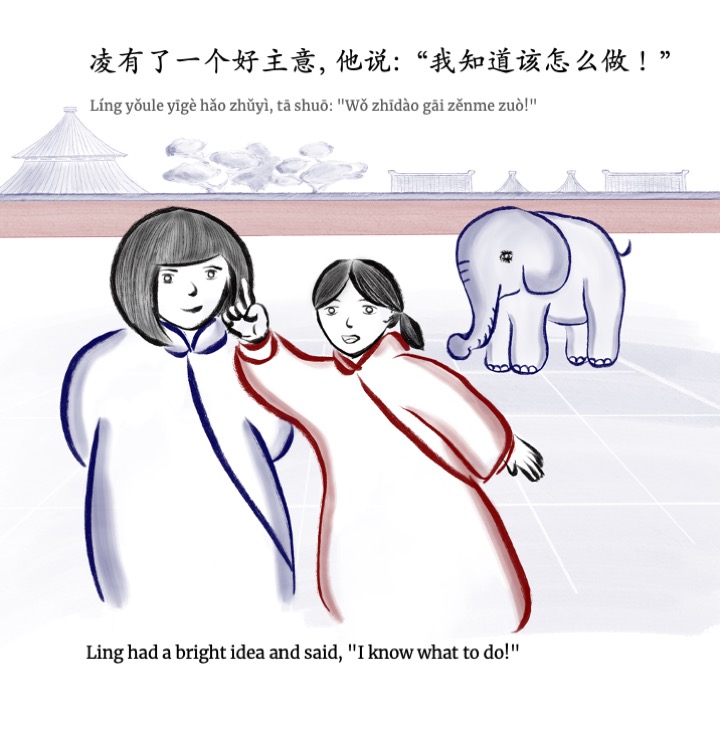 凌有了一个好主意, 他说: “我知道该怎么做！”
Líng yǒule yīgè hǎo zhǔyì, tā shuō: "Wǒ zhīdào gāi zěnme zuò!"
Ling had a bright idea and said, "I know what to do!"